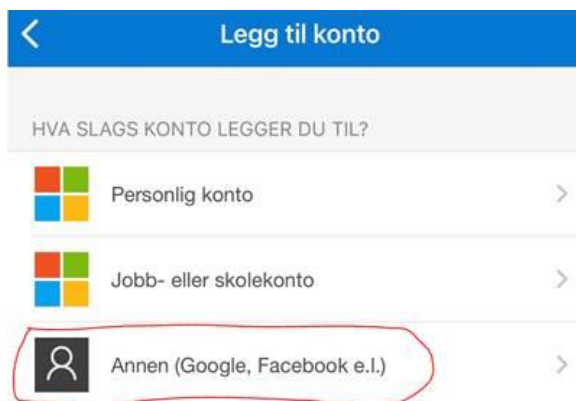 Legg til konto
HVA SLAGS KONTO LEGGER DU TIL?
Personlig konto
Jobb- eller skolekonto
Annen (Google, Facebook e.l.)